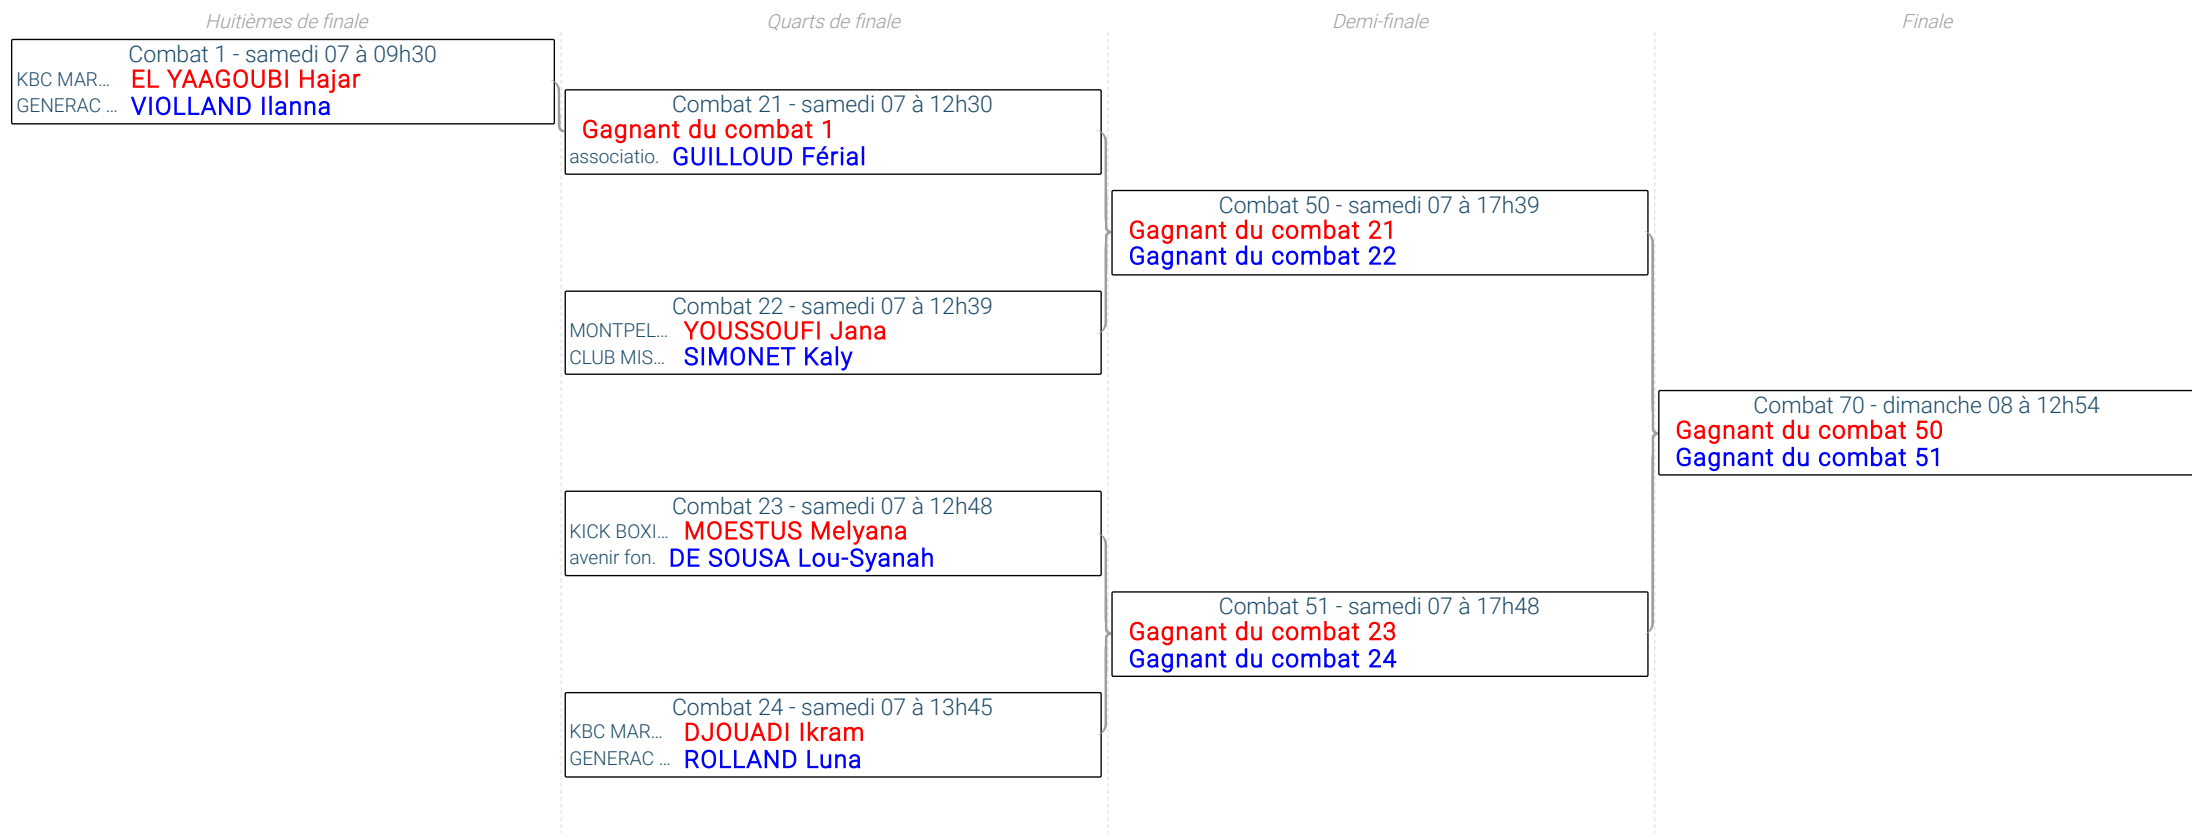 Huitièmes de finale
Quarts de finale
Demi-finale
Finale
Combat 1 - samedi 07 à 09h30
KBC MAR... EL YAAGOUBI Hajar
GENERAC ... VIOLLAND Ilanna
Combat 21 - samedi 07 à 12h30
Gagnant du combat 1
associatio. GUILLOUD Férial
Combat 22 - samedi 07 à 12h39
MONTPEL... YOUSSOUFI Jana
CLUB MIS... SIMONET Kaly
Combat 23 - samedi 07 à 12h48
KICK BOXI... MOESTUS Melyana
avenir fon. DE SOUSA Lou-Syanah
Combat 24 - samedi 07 à 13h45
KBC MAR... DJOUADI Ikram
GENERAC ... ROLLAND Luna
Combat 50 - samedi 07 à 17h39
Gagnant du combat 21
Gagnant du combat 22
Combat 51 - samedi 07 à 17h48
Gagnant du combat 23
Gagnant du combat 24
Combat 70 - dimanche 08 à 12h54
Gagnant du combat 50
Gagnant du combat 51